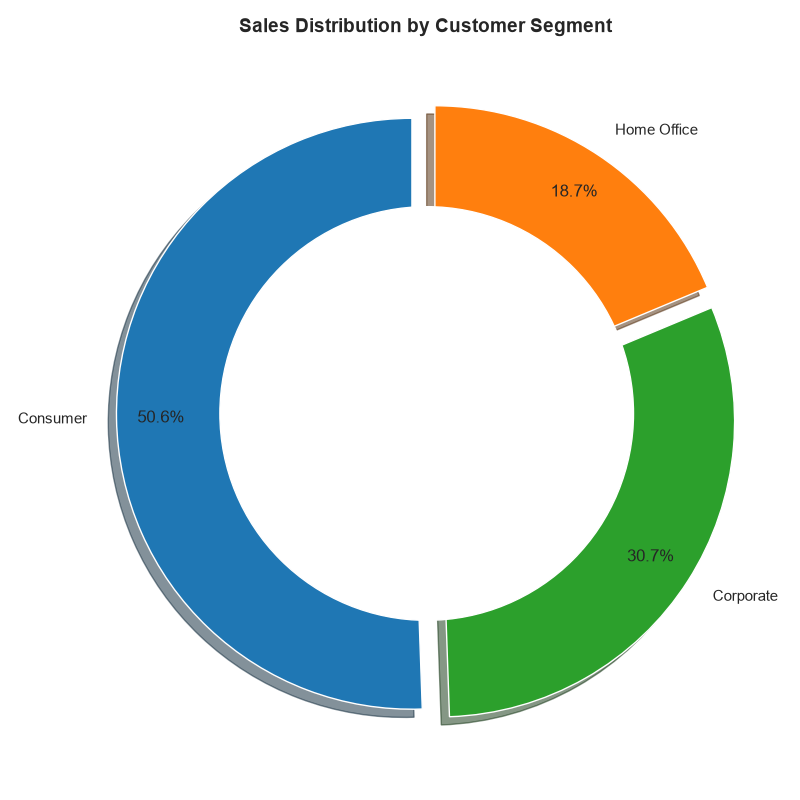 Sales Distribution by Customer Segment
Home Office
18.7%
Consumer
50.6%
30.7%
Corporate